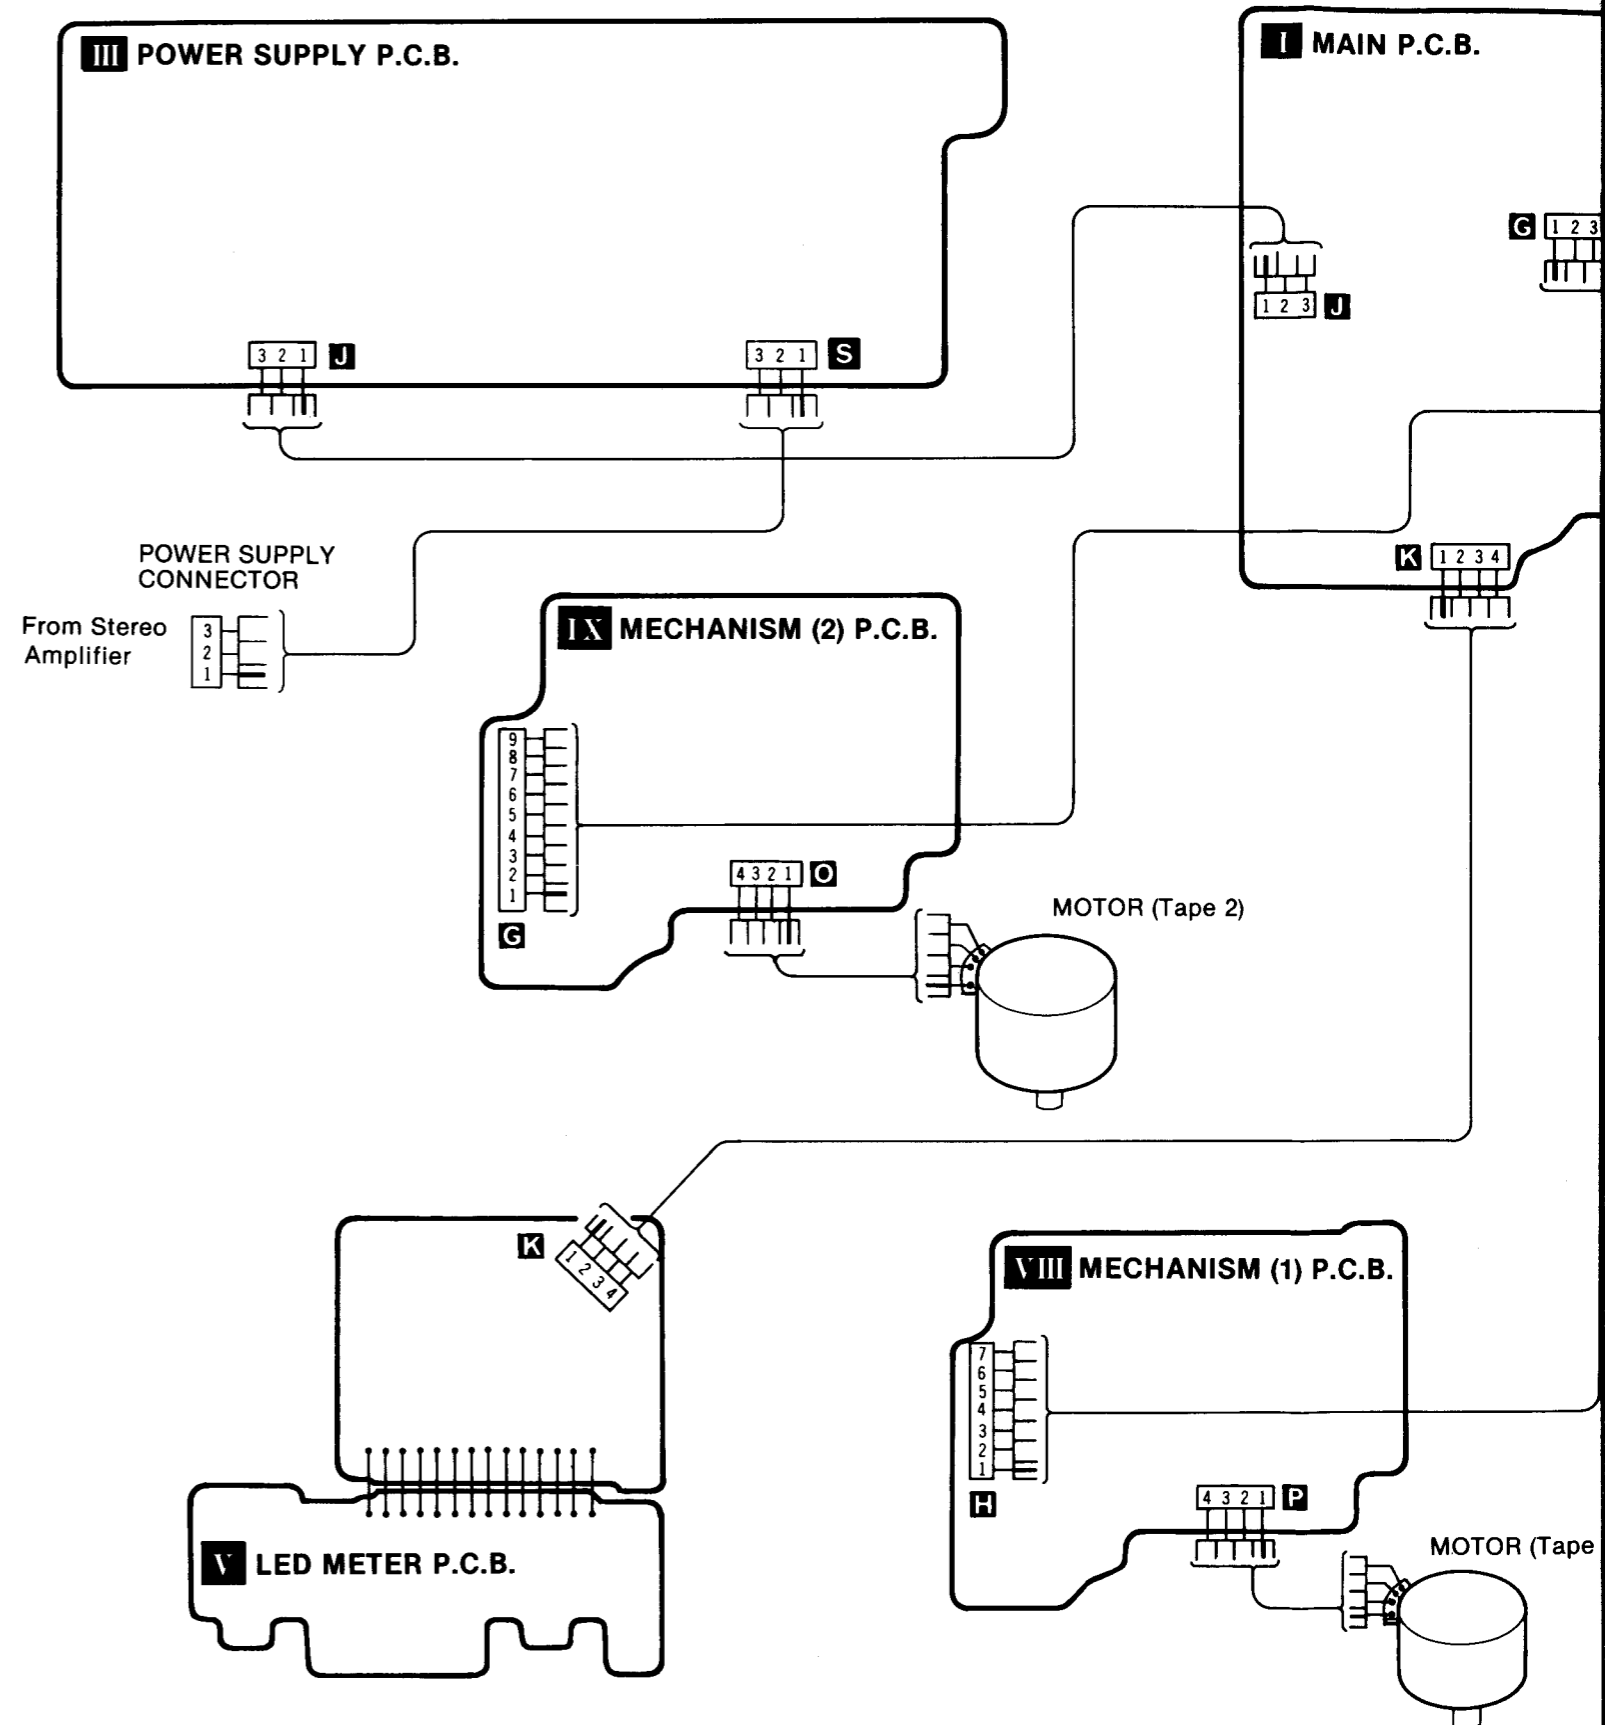 III POWER SUPPLY P.C.B.
I MAIN P.C.B.
G 1 2 3
1 2 3 J
3 2 1 J
3 2 1 S
K 1 2 3 4
POWER SUPPLY
CONNECTOR
From Stereo
Amplifier
3
2
1
IX MECHANISM (2) P.C.B.
9
8
7
6
5
4
3
2
1
G
4 3 2 1 O
MOTOR (Tape 2)
K
1 2 3 4
VIII MECHANISM (1) P.C.B.
7
6
5
4
3
2
1
H
4 3 2 1 P
MOTOR (Tape
V LED METER P.C.B.